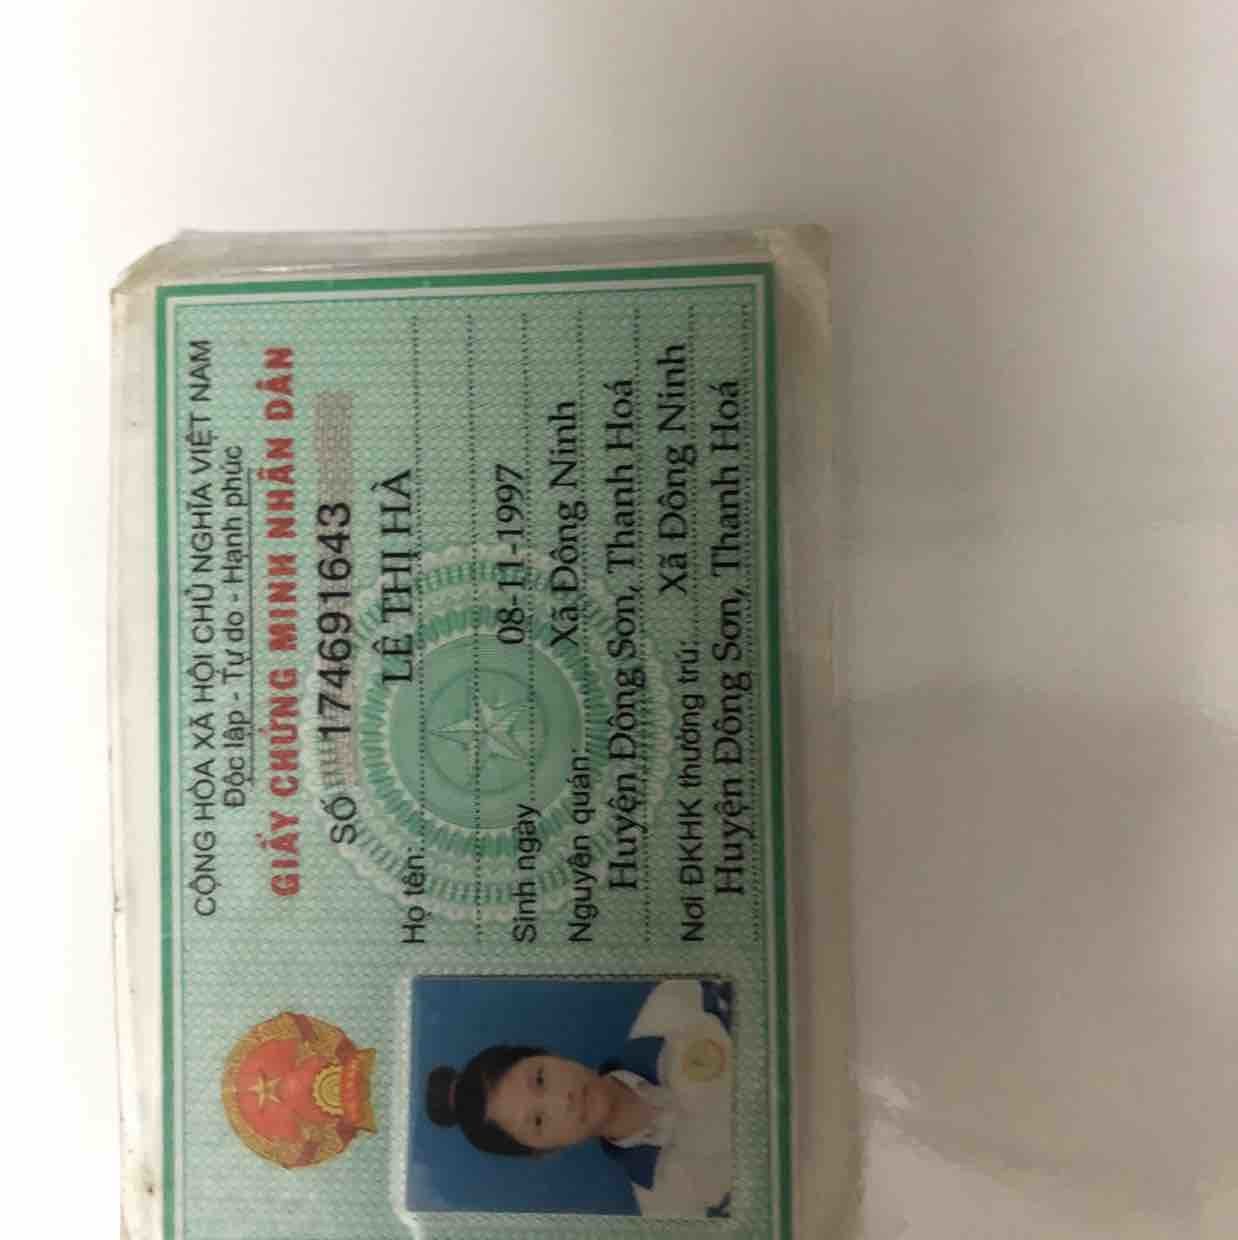 CỘNG HÒA XÃ HỘI CHỦ NGHĨA VIỆT NAM
Độc lập - Tự do - Hạnh phúc
GIẤY CHỨNG MINH NHÂN DÂN
SỐ 174691643
Họ tên: LÊ THỊ HÀ
Sinh ngày 08-11-1997
Nguyên quán: Xã Đông Ninh
Huyện Đông Sơn, Thanh Hoá
Nơi ĐKHK thường trú: Xã Đông Ninh
Huyện Đông Sơn, Thanh Hoá